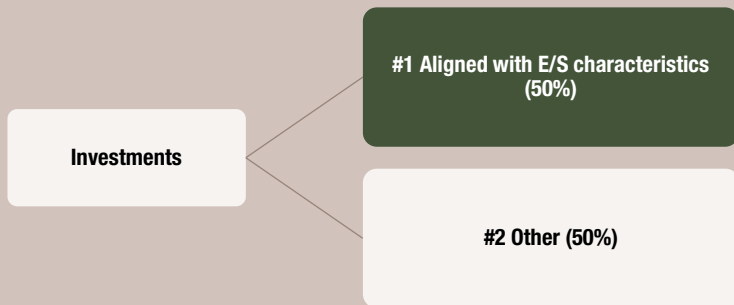 #1 Aligned with E/S characteristics
(50%)
Investments
#2 Other (50%)